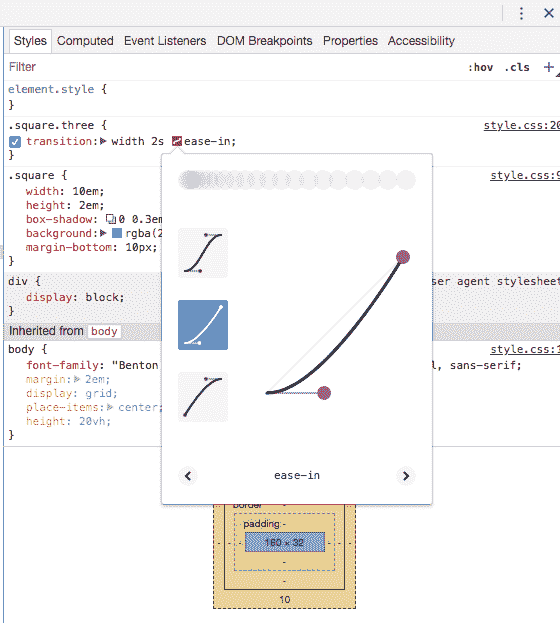 Styles Computed Event Listeners DOM Breakpoints Properties Accessibility
Filter :hov .cls +
element.style {
}
.square.three { style.css:20
transition: width 2s ease-in;
}
.square { style.css:9
width: 10em;
height: 2em;
box-shadow: 0 0.3em
background: rgba(2
margin-bottom: 10px;
}
div { ser agent stylesheet
display: block;
}
Inherited from body
body { style.css:1
font-family: "Benton l, sans-serif;
margin: 2em;
display: grid;
place-items: center;
height: 20vh;
}
ease-in
border
padding -
160 × 32
10